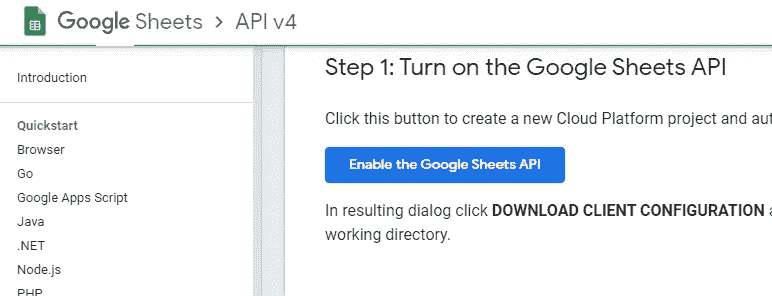 Google Sheets > API v4
Introduction
Quickstart
Browser
Go
Google Apps Script
Java
.NET
Node.js
PHP
Step 1: Turn on the Google Sheets API
Click this button to create a new Cloud Platform project and aut
Enable the Google Sheets API
In resulting dialog click DOWNLOAD CLIENT CONFIGURATION a
working directory.